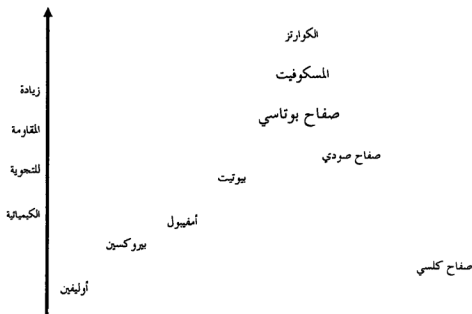 الكوارتز
المسكوفيت
صفاح بوتاسي
صفاح صودي
بيوتيت
أمفيبول
بيروكسين
صفاح كلسي
أوليفين
زيادة
المقاومة
للتجوية
الكيميائية